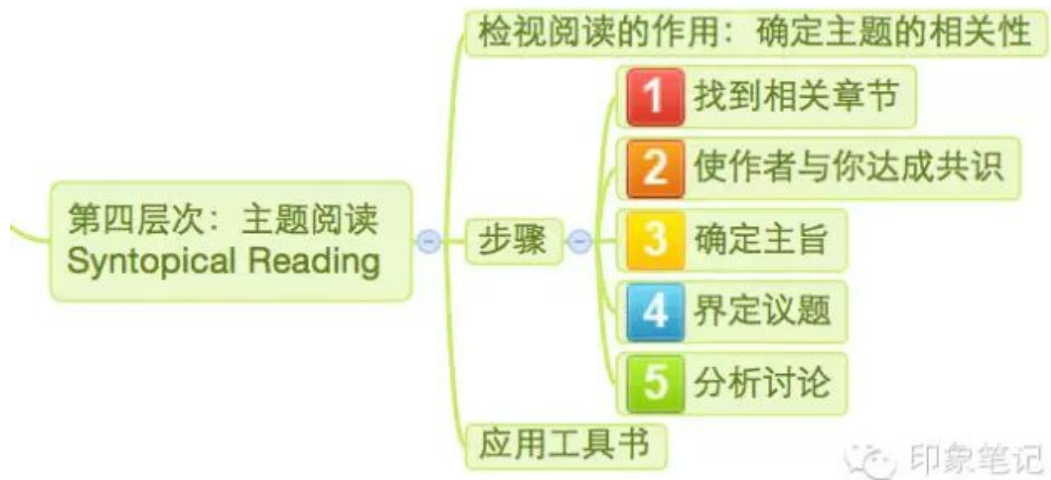 检视阅读的作用：确定主题的相关性
1 找到相关章节
2 使作者与你达成共识
第四层次：主题阅读
Syntopical Reading
步骤
3 确定主旨
4 界定议题
5 分析讨论
应用工具书
印象笔记